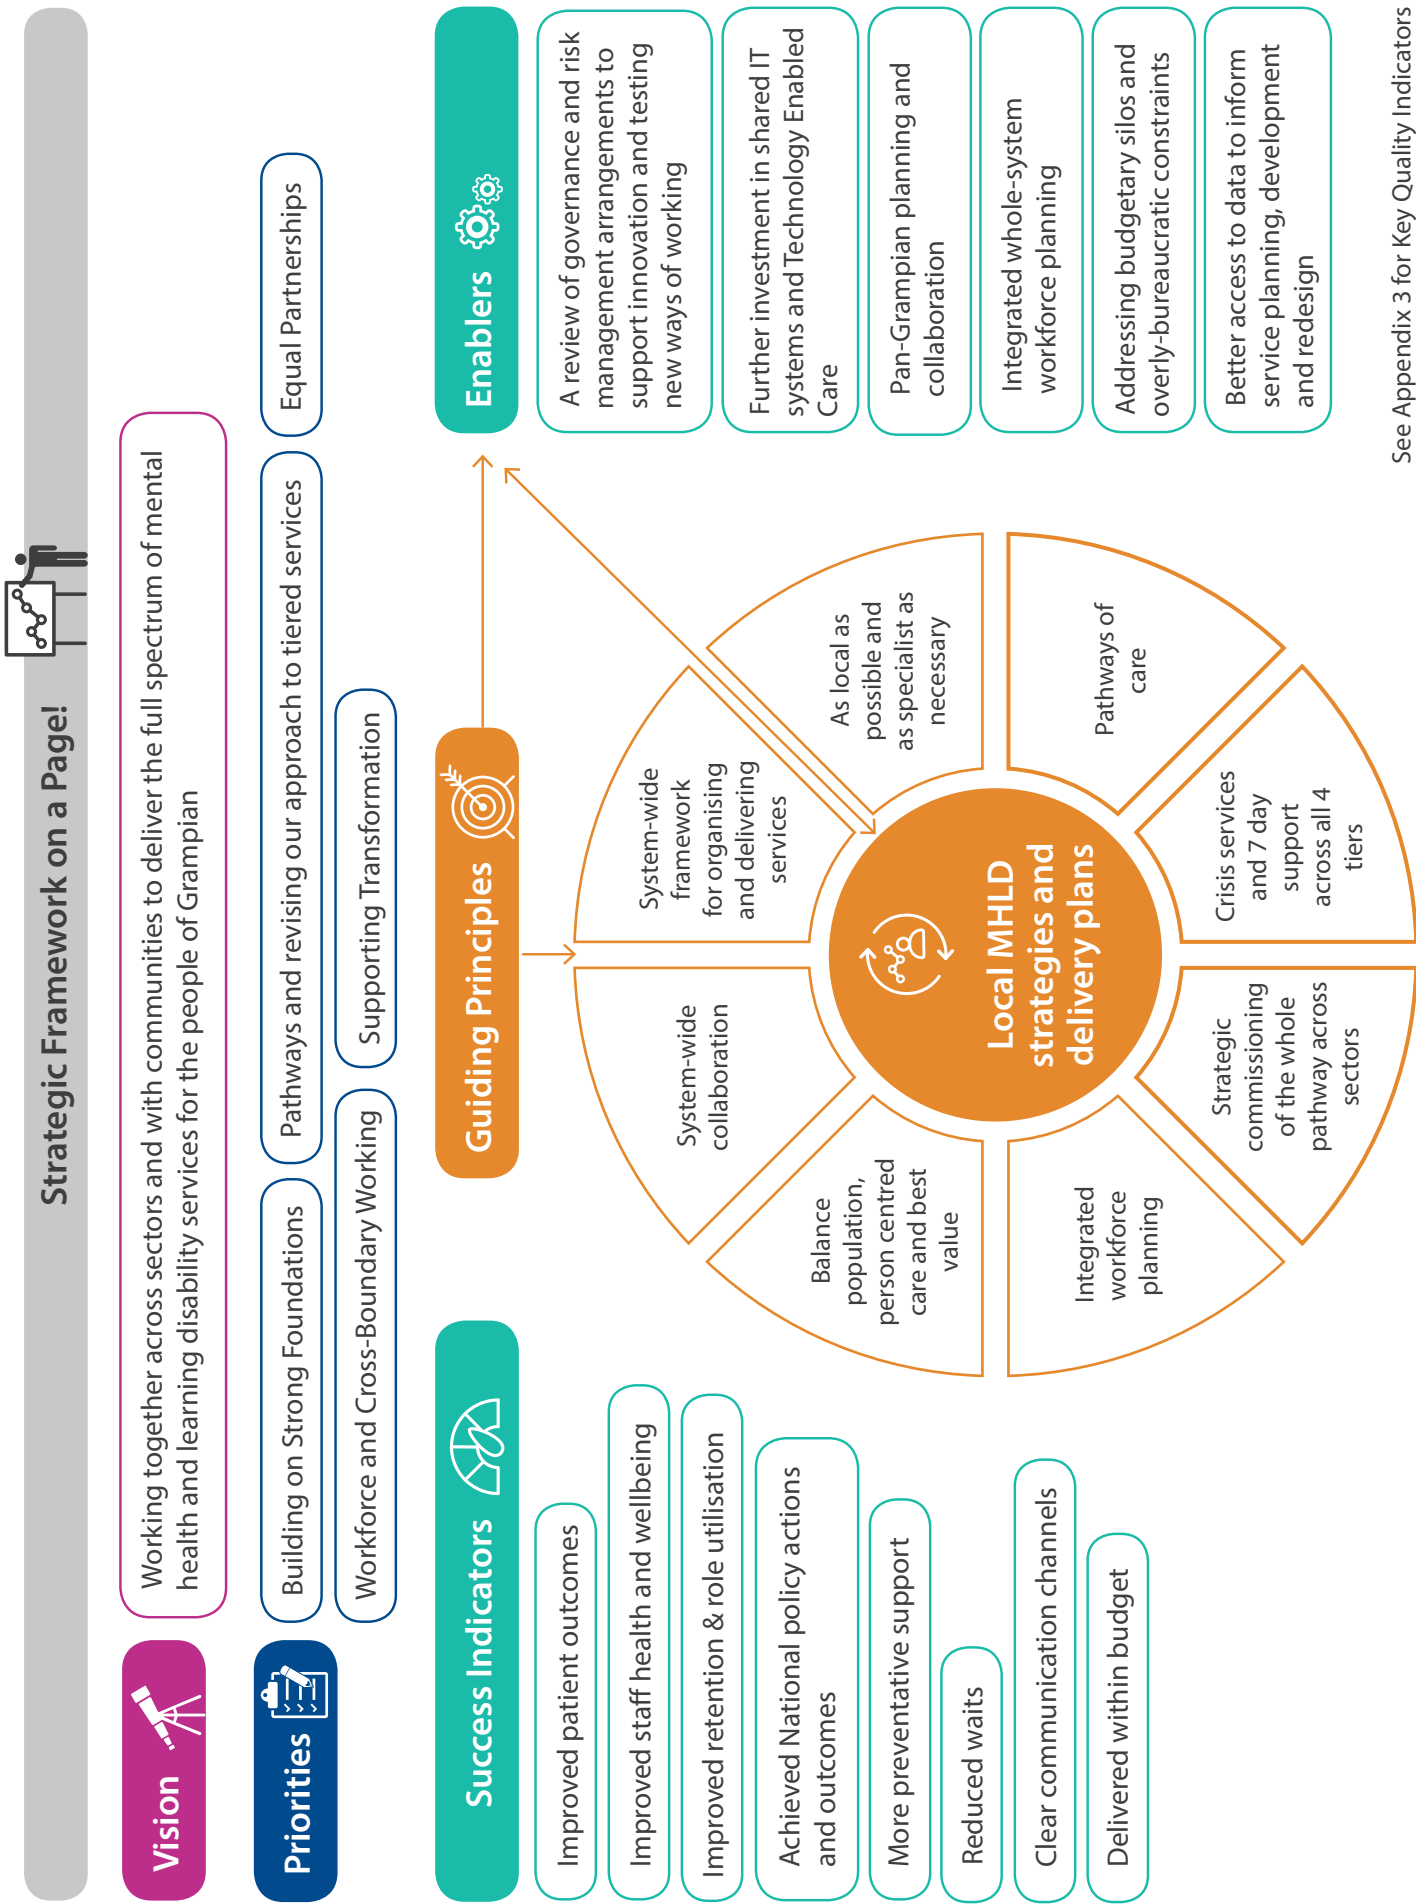 Strategic Framework on a Page!
Vision
Working together across sectors and with communities to deliver the full spectrum of mental
health and learning disability services for the people of Grampian
Priorities
Building on Strong Foundations
Pathways and revising our approach to tiered services
Equal Partnerships
Workforce and Cross-Boundary Working
Supporting Transformation
Success Indicators
Improved patient outcomes
Improved staff health and wellbeing
Improved retention & role utilisation
Achieved National policy actions
and outcomes
More preventative support
Reduced waits
Clear communication channels
Delivered within budget
Guiding Principles
System-wide
collaboration
System-wide
framework
for organising
and delivering
services
As local as
possible and
as specialist as
necessary
Pathways of
care
Crisis services
and 7 day
support
across all 4
tiers
Strategic
commissioning
of the whole
pathway across
sectors
Integrated
workforce
planning
Balance
population,
person centred
care and best
value
Local MHLD
strategies and
delivery plans
Enablers
A review of governance and risk
management arrangements to
support innovation and testing
new ways of working
Further investment in shared IT
systems and Technology Enabled
Care
Pan-Grampian planning and
collaboration
Integrated whole-system
workforce planning
Addressing budgetary silos and
overly-bureaucratic constraints
Better access to data to inform
service planning, development
and redesign
See Appendix 3 for Key Quality Indicators